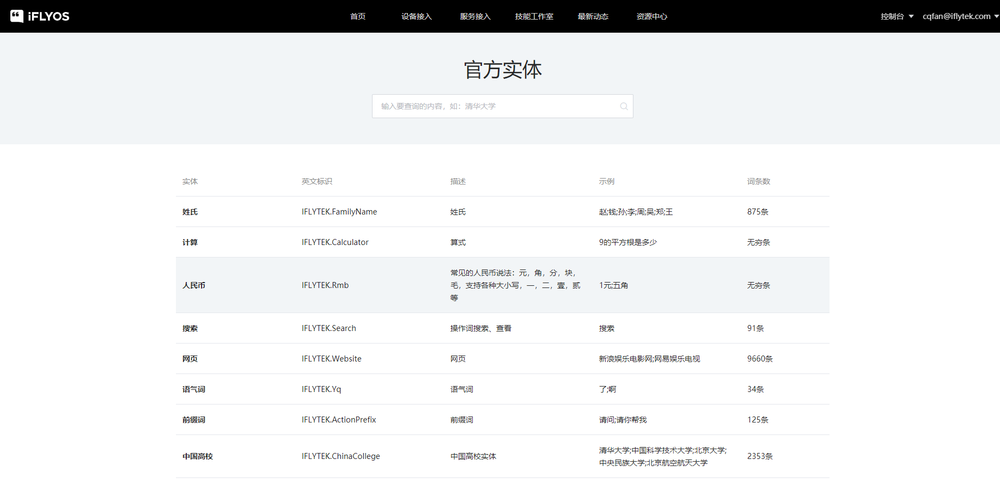 iFLYOS
首页 设备接入 服务接入 技能工作室 最新动态 资源中心 控制台 cqfan@iflytek.com
官方实体
输入要查询的内容，如：清华大学
实体 英文标识 描述 示例 词条数
姓氏 IFLYTEK.FamilyName 姓氏 赵;钱;孙;李;周;吴;郑;王 875条
计算 IFLYTEK.Calculator 算式 9的平方根是多少 无穷条
人民币 IFLYTEK.Rmb 常见的人民币说法：元，角，分，块，
毛，支持各种大小写，一，二，壹，贰
等 1元;五角 无穷条
搜索 IFLYTEK.Search 操作词搜索、查看 搜索 91条
网页 IFLYTEK.Website 网页 新浪娱乐电影网;网易娱乐电视 9660条
语气词 IFLYTEK.Yq 语气词 了;啊 34条
前缀词 IFLYTEK.ActionPrefix 前缀词 请问;请你帮我 125条
中国高校 IFLYTEK.ChinaCollege 中国高校实体 清华大学;中国科学技术大学;北京大学;
中央民族大学;北京航空航天大学 2353条